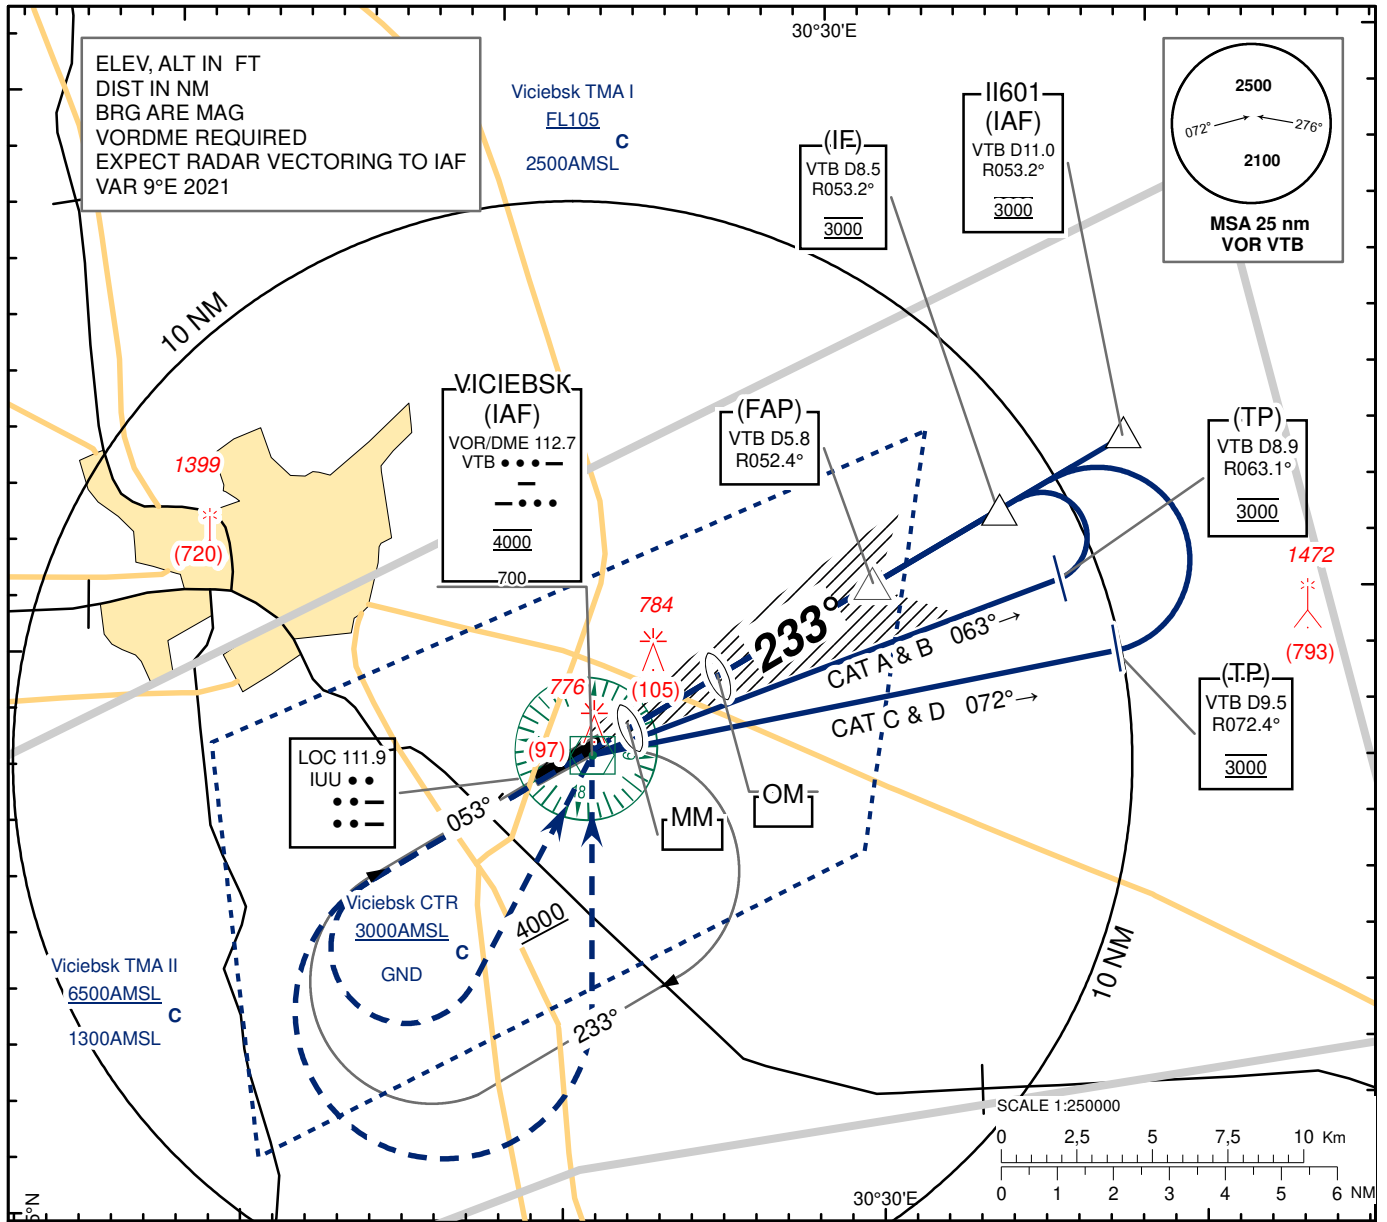 30°30'E
ELEV, ALT IN FT
DIST IN NM
BRG ARE MAG
VORDME REQUIRED
EXPECT RADAR VECTORING TO IAF
VAR 9°E 2021
Viciebsk TMA I
FL105
C
2500AMSL
(IF)
VTB D8.5
R053.2°
3000
II601
(IAF)
VTB D11.0
R053.2°
3000
2500
072°
276°
2100
MSA 25 nm
VOR VTB
10 NM
VICIEBSK
(IAF)
VOR/DME 112.7
VTB
4000
700
(FAP)
VTB D5.8
R052.4°
(TP)
VTB D8.9
R063.1°
3000
1399
(720)
1472
(793)
784
(105)
776
(97)
233°
CAT A & B 063°→
CAT C & D 072°→
(TP)
VTB D9.5
R072.4°
3000
LOC 111.9
IUU
053°
MM
OM
Viciebsk CTR
3000AMSL
C
GND
4000
233°
10 NM
Viciebsk TMA II
6500AMSL
C
1300AMSL
SCALE 1:250000
0 2,5 5 7,5 10 Km
0 1 2 3 4 5 6 NM
30°30'E